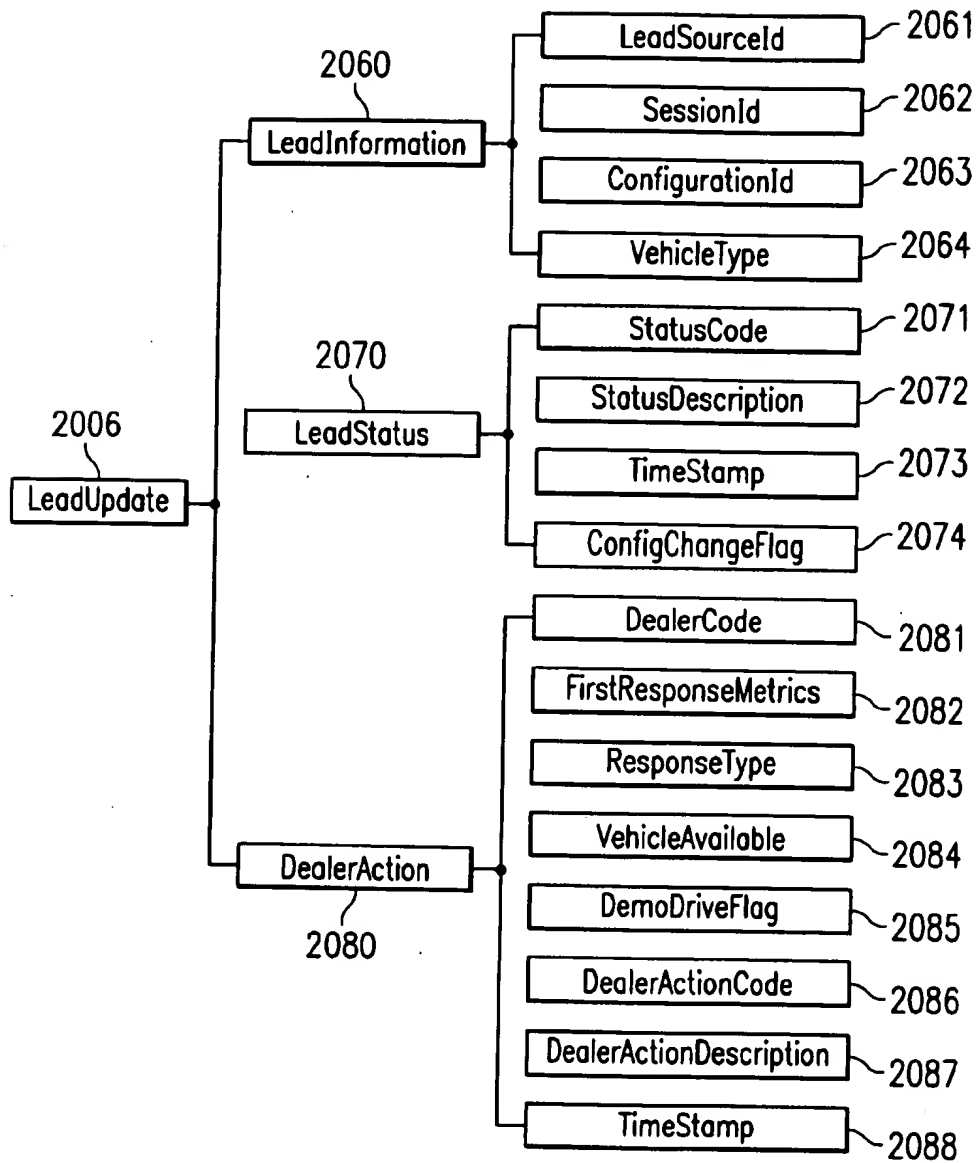 LeadUpdate 2006
LeadInformation 2060
LeadSourceId 2061
SessionId 2062
ConfigurationId 2063
VehicleType 2064
LeadStatus 2070
StatusCode 2071
StatusDescription 2072
TimeStamp 2073
ConfigChangeFlag 2074
DealerAction 2080
DealerCode 2081
FirstResponseMetrics 2082
ResponseType 2083
VehicleAvailable 2084
DemoDriveFlag 2085
DealerActionCode 2086
DealerActionDescription 2087
TimeStamp 2088